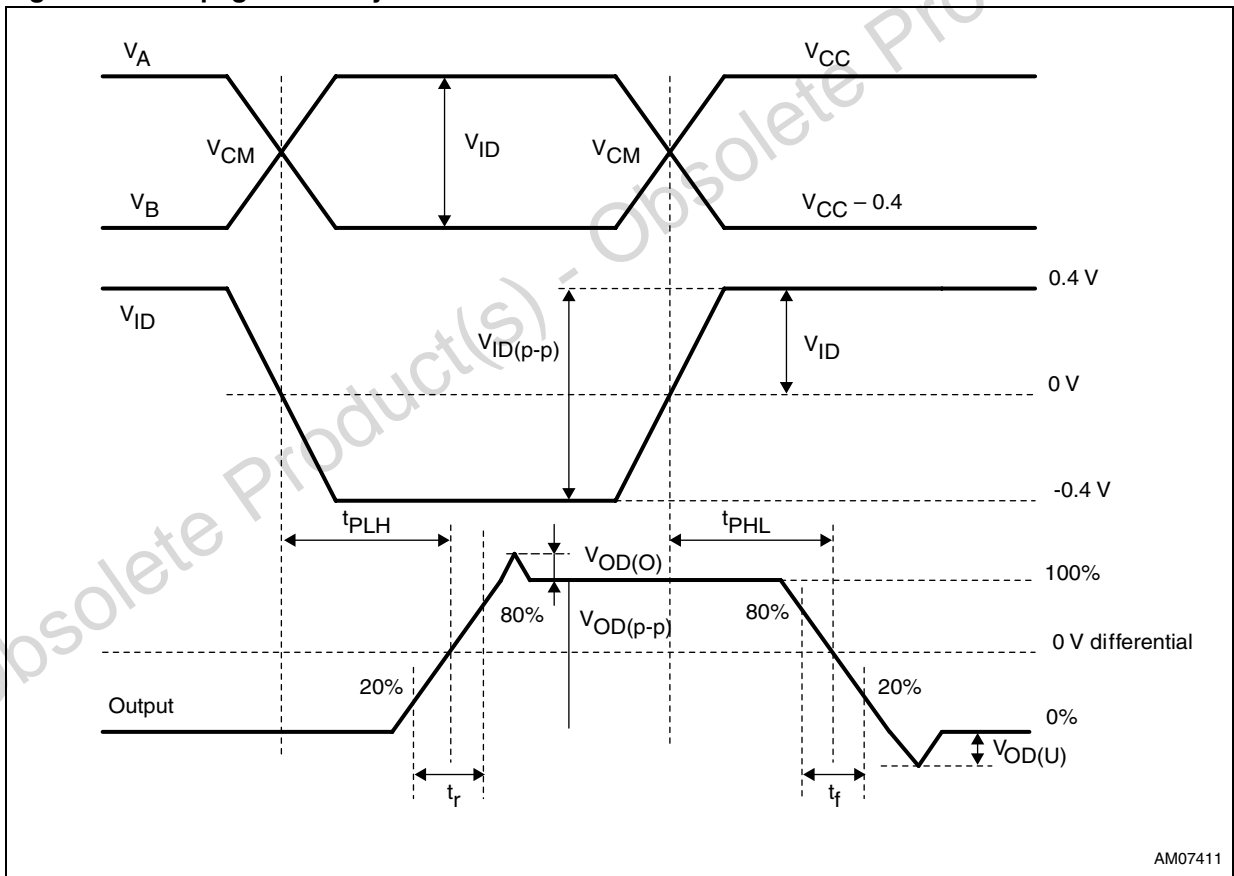 V_A
V_CC
V_CM
V_ID
V_CM
V_B
V_CC – 0.4
0.4 V
V_ID
V_ID(p-p)
V_ID
0 V
-0.4 V
t_PLH
t_PHL
V_OD(O)
100%
80%
V_OD(p-p)
80%
0 V differential
20%
20%
Output
0%
V_OD(U)
t_r
t_f
AM07411
Obsolete Product(s) - Obsolete Pro